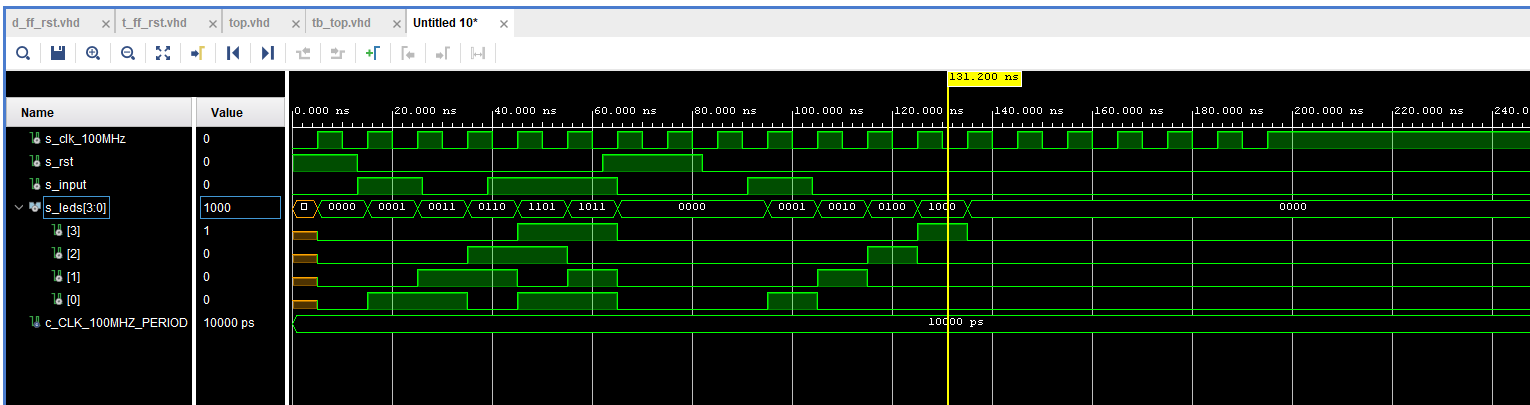 d_ff_rst.vhd × t_ff_rst.vhd × top.vhd × tb_top.vhd × Untitled 10* ×
131.200 ns
Name Value 0.000 ns 20.000 ns 40.000 ns 60.000 ns 80.000 ns 100.000 ns 120.000 ns 140.000 ns 160.000 ns 180.000 ns 200.000 ns 220.000 ns 240.
s_clk_100MHz 0
s_rst 0
s_input 0
s_leds[3:0] 1000 0000 0001 0011 0110 1101 1011 0000 0001 0010 0100 1000 0000
[3] 1
[2] 0
[1] 0
[0] 0
c_CLK_100MHZ_PERIOD 10000 ps 10000 ps